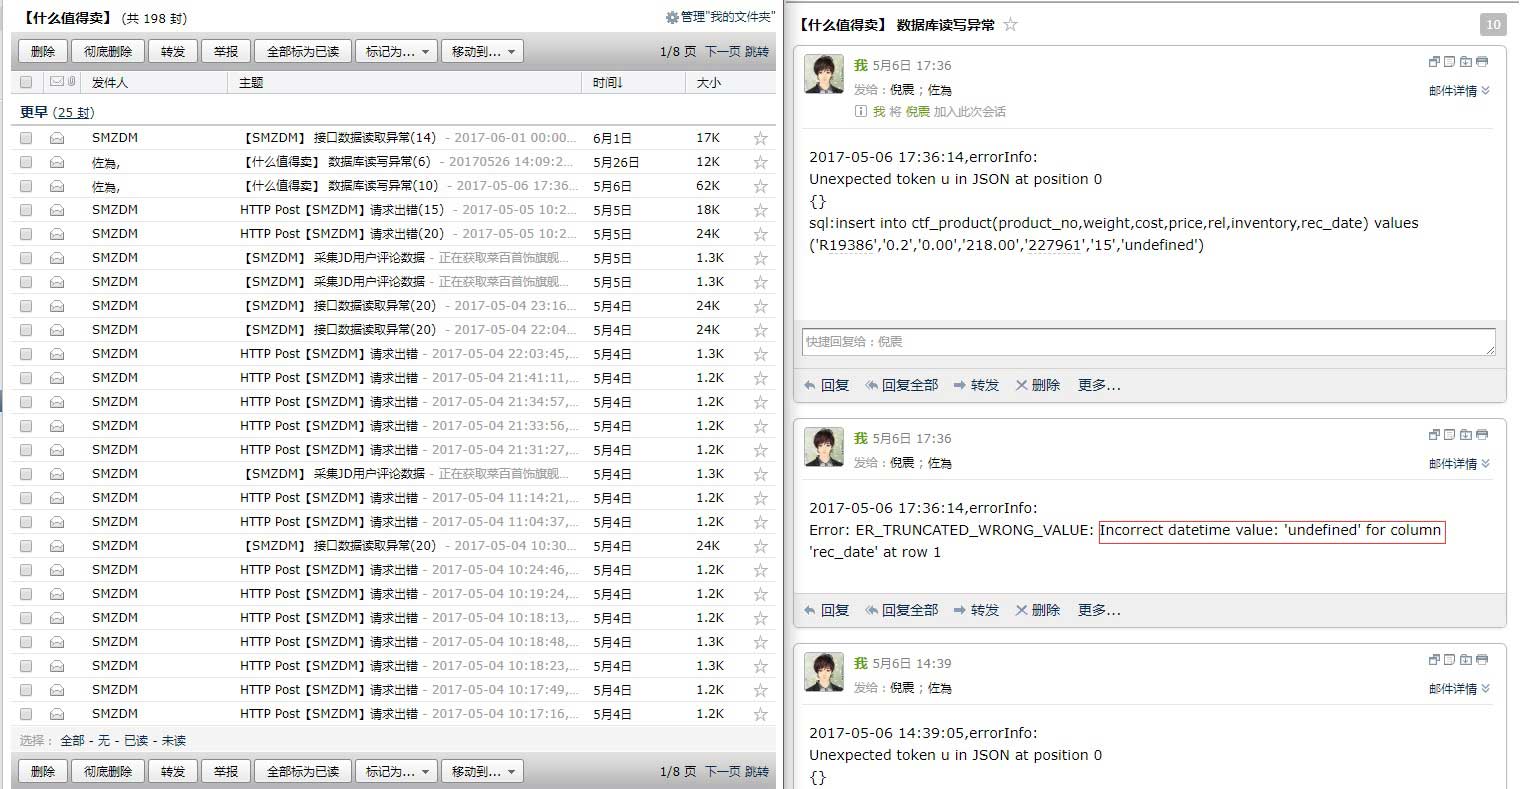 【什么值得卖】 (共 198 封)
管理"我的文件夹"
删除 彻底删除 转发 举报 全部标为已读 标记为... 移动到... 1/8 页 下一页 跳转
发件人 主题 时间↓ 大小
更早 (25 封)
SMZDM 【SMZDM】 接口数据读取异常(14) - 2017-06-01 00:00... 6月1日 17K
佐為, 【什么值得卖】 数据库读写异常(6) - 20170526 14:09:2... 5月26日 12K
佐為, 【什么值得卖】 数据库读写异常(10) - 2017-05-06 17:36... 5月6日 62K
SMZDM HTTP Post【SMZDM】请求出错(15) - 2017-05-05 10:2... 5月5日 18K
SMZDM HTTP Post【SMZDM】请求出错(20) - 2017-05-05 10:2... 5月5日 24K
SMZDM 【SMZDM】 采集JD用户评论数据 - 正在获取菜百首饰旗舰... 5月5日 1.3K
SMZDM 【SMZDM】 采集JD用户评论数据 - 正在获取菜百首饰旗舰... 5月5日 1.3K
SMZDM 【SMZDM】 接口数据读取异常(20) - 2017-05-04 23:16... 5月4日 24K
SMZDM 【SMZDM】 接口数据读取异常(20) - 2017-05-04 22:04... 5月4日 24K
SMZDM HTTP Post【SMZDM】请求出错 - 2017-05-04 22:03:45,... 5月4日 1.3K
SMZDM HTTP Post【SMZDM】请求出错 - 2017-05-04 21:41:11,... 5月4日 1.2K
SMZDM HTTP Post【SMZDM】请求出错 - 2017-05-04 21:34:57,... 5月4日 1.2K
SMZDM HTTP Post【SMZDM】请求出错 - 2017-05-04 21:33:56,... 5月4日 1.2K
SMZDM HTTP Post【SMZDM】请求出错 - 2017-05-04 21:31:27,... 5月4日 1.2K
SMZDM 【SMZDM】 采集JD用户评论数据 - 正在获取菜百首饰旗舰... 5月4日 1.3K
SMZDM HTTP Post【SMZDM】请求出错 - 2017-05-04 11:14:21,... 5月4日 1.2K
SMZDM HTTP Post【SMZDM】请求出错 - 2017-05-04 11:04:37,... 5月4日 1.2K
SMZDM 【SMZDM】 接口数据读取异常(20) - 2017-05-04 10:30... 5月4日 24K
SMZDM HTTP Post【SMZDM】请求出错 - 2017-05-04 10:24:46,... 5月4日 1.2K
SMZDM HTTP Post【SMZDM】请求出错 - 2017-05-04 10:19:24,... 5月4日 1.2K
SMZDM HTTP Post【SMZDM】请求出错 - 2017-05-04 10:18:13,... 5月4日 1.2K
SMZDM HTTP Post【SMZDM】请求出错 - 2017-05-04 10:18:48,... 5月4日 1.3K
SMZDM HTTP Post【SMZDM】请求出错 - 2017-05-04 10:18:23,... 5月4日 1.3K
SMZDM HTTP Post【SMZDM】请求出错 - 2017-05-04 10:17:49,... 5月4日 1.2K
SMZDM HTTP Post【SMZDM】请求出错 - 2017-05-04 10:17:16,... 5月4日 1.2K
选择： 全部 - 无 - 已读 - 未读
删除 彻底删除 转发 举报 全部标为已读 标记为... 移动到... 1/8 页 下一页 跳转
【什么值得卖】 数据库读写异常 10
我 5月6日 17:36
发给：倪震；佐為 邮件详情
我 将 倪震 加入此次会话
2017-05-06 17:36:14,errorInfo:
Unexpected token u in JSON at position 0
{}
sql:insert into ctf_product(product_no,weight,cost,price,rel,inventory,rec_date) values
('R19386','0.2','0.00','218.00','227961','15','undefined')
快捷回复给：倪震
回复 回复全部 转发 删除 更多...
我 5月6日 17:36
发给：倪震；佐為 邮件详情
2017-05-06 17:36:14,errorInfo:
Error: ER_TRUNCATED_WRONG_VALUE: Incorrect datetime value: 'undefined' for column
'rec_date' at row 1
回复 回复全部 转发 删除 更多...
我 5月6日 14:39
发给：倪震；佐為 邮件详情
2017-05-06 14:39:05,errorInfo:
Unexpected token u in JSON at position 0
{}